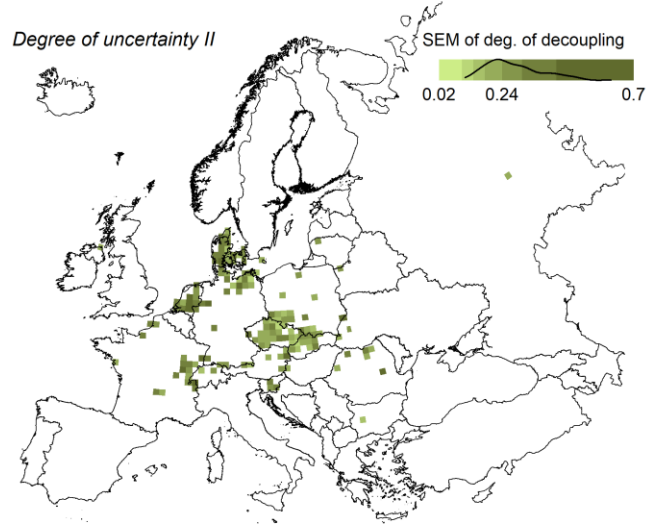 Degree of uncertainty II
SEM of deg. of decoupling
0.02 0.24 0.7